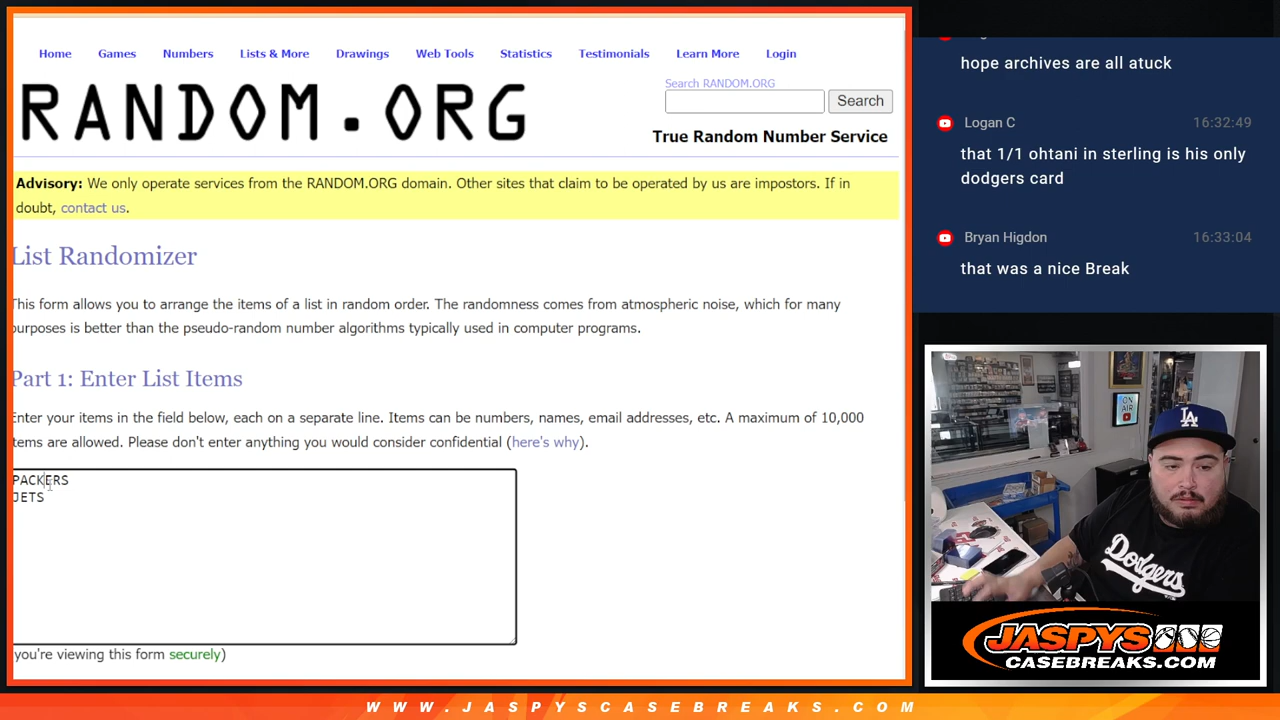 Home Games Numbers Lists & More Drawings Web Tools Statistics Testimonials Learn More Login
RANDOM.ORG
Search RANDOM.ORG
Search
True Random Number Service
Advisory: We only operate services from the RANDOM.ORG domain. Other sites that claim to be operated by us are impostors. If in
doubt, contact us.
List Randomizer
This form allows you to arrange the items of a list in random order. The randomness comes from atmospheric noise, which for many
purposes is better than the pseudo-random number algorithms typically used in computer programs.
Part 1: Enter List Items
Enter your items in the field below, each on a separate line. Items can be numbers, names, email addresses, etc. A maximum of 10,000
items are allowed. Please don't enter anything you would consider confidential (here's why).
PACKERS
JETS
you're viewing this form securely)
hope archives are all atuck
Logan C 16:32:49
that 1/1 ohtani in sterling is his only
dodgers card
Bryan Higdon 16:33:04
that was a nice Break
ON
AIR
LA
Dodgers
JASPYS
CASEBREAKS.COM
WWW.JASPYSCASEBREAKS.COM